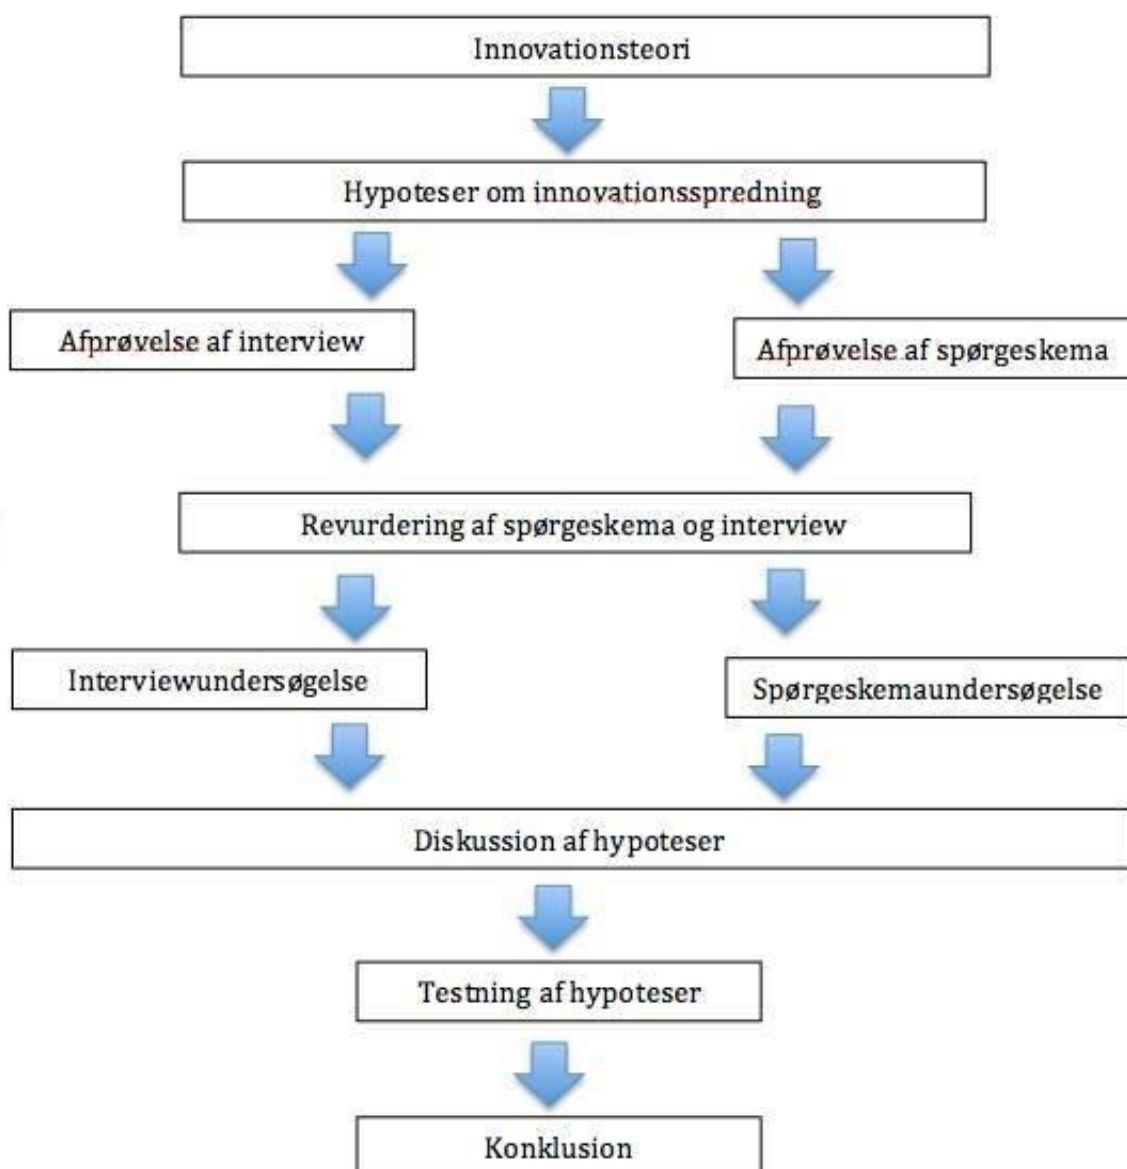 Innovationsteori
Hypoteser om innovationsspredning
Afprøvelse af interview
Afprøvelse af spørgeskema
Revurdering af spørgeskema og interview
Interviewundersøgelse
Spørgeskemaundersøgelse
Diskussion af hypoteser
Testning af hypoteser
Konklusion